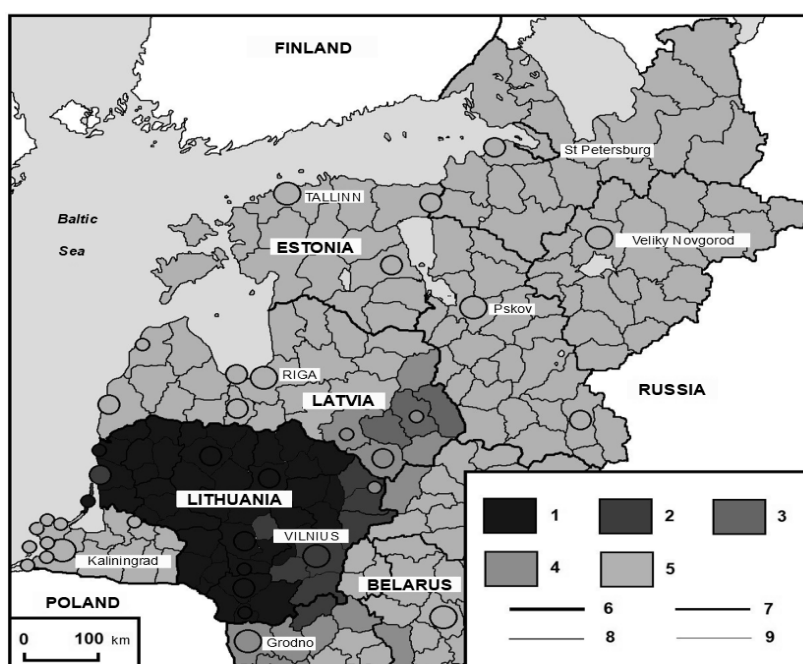 FINLAND
St Petersburg
TALLINN
Baltic
Sea
ESTONIA
Veliky Novgorod
Pskov
RIGA
RUSSIA
LATVIA
LITHUANIA
VILNIUS
Kaliningrad
BELARUS
POLAND
Grodno
0 100 km
1 2 3
4 5
6 7
8 9